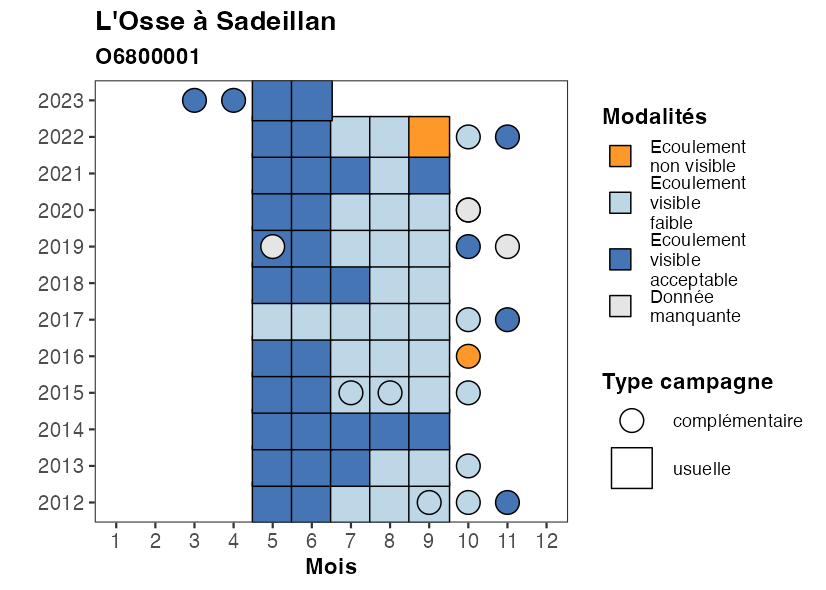 L'Osse à Sadeillan
O6800001
2023
2022
2021
2020
2019
2018
2017
2016
2015
2014
2013
2012
1 2 3 4 5 6 7 8 9 10 11 12
Mois
Modalités
Ecoulement
non visible
Ecoulement
visible
faible
Ecoulement
visible
acceptable
Donnée
manquante
Type campagne
complémentaire
usuelle